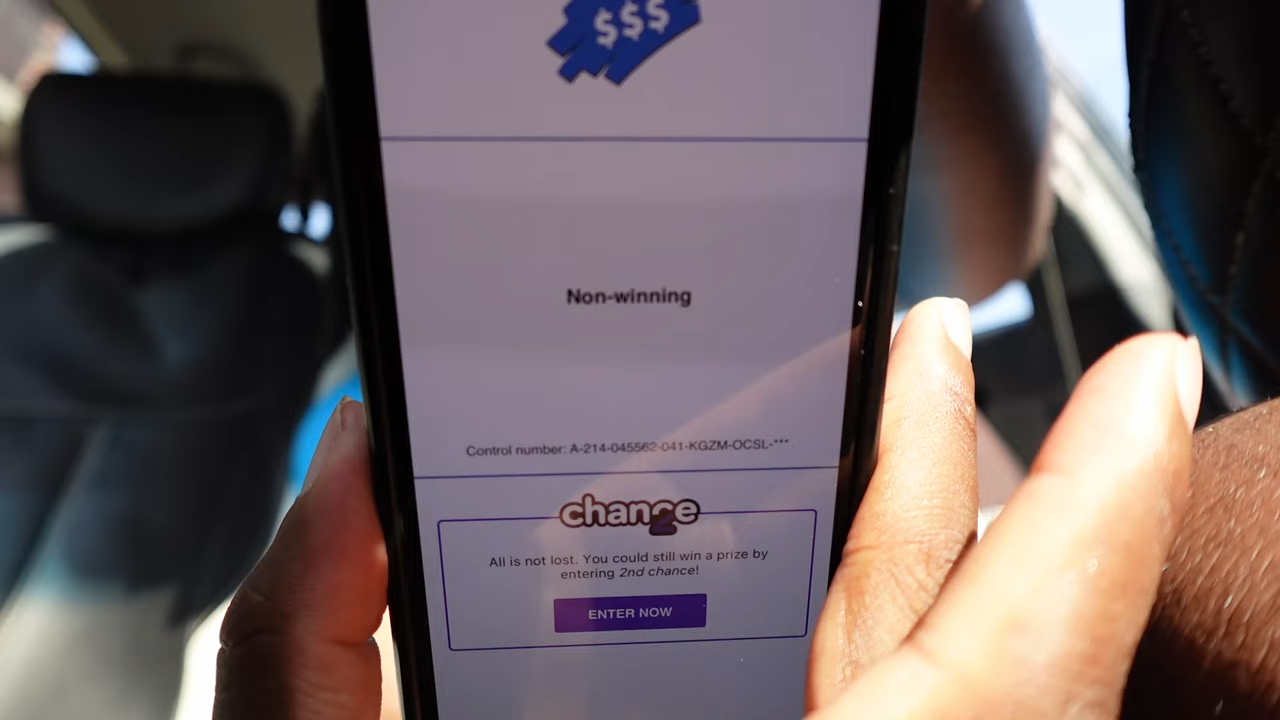 $$$
Non-winning
Control number: A-214-045562-041-KGZM-OCSL-***
chance
2
All is not lost. You could still win a prize by
entering 2nd chance!
ENTER NOW